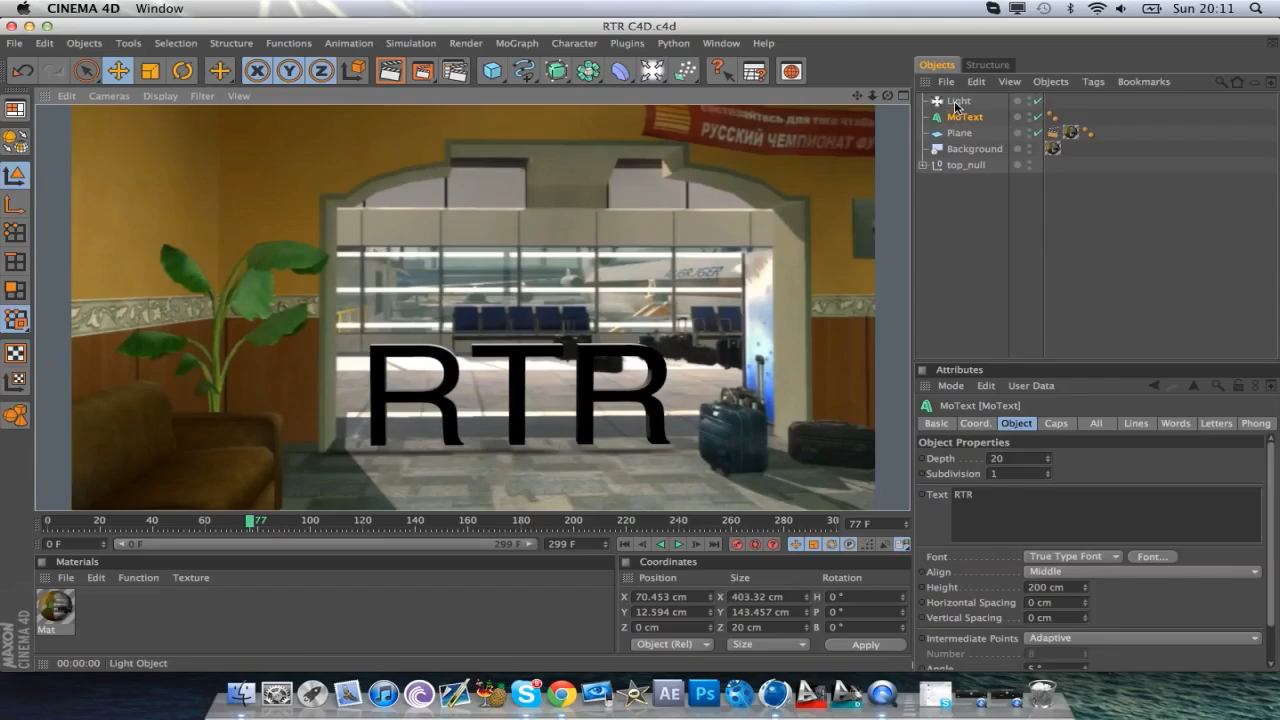 CINEMA 4D Window Sun 20:11
RTR C4D.c4d
File Edit Objects Tools Selection Structure Functions Animation Simulation Render MoGraph Character Plugins Python Window Help
Objects Structure
File Edit View Objects Tags Bookmarks
Edit Cameras Display Filter View
Light
MoText
Plane
Background
top_null
РУССКИЙ ЧЕМПИОНАТ ФУ
RTR
Attributes
Mode Edit User Data
MoText [MoText]
Basic Coord. Object Caps All Lines Words Letters Phong
Object Properties
Depth 20
Subdivision 1
Text RTR
Font True Type Font Font...
Align Middle
Height 200 cm
Horizontal Spacing 0 cm
Vertical Spacing 0 cm
Intermediate Points Adaptive
Number 8
Angle 5 °
0 20 40 60 77 100 120 140 160 180 200 220 240 260 280 30 77 F
0 F 0 F 299 F 299 F
Materials
File Edit Function Texture
Mat
Coordinates
Position Size Rotation
X 70.453 cm X 403.32 cm H 0 °
Y 12.594 cm Y 143.457 cm P 0 °
Z 0 cm Z 20 cm B 0 °
Object (Rel) Size Apply
MAXON
CINEMA 4D
00:00:00 Light Object
AE Ps